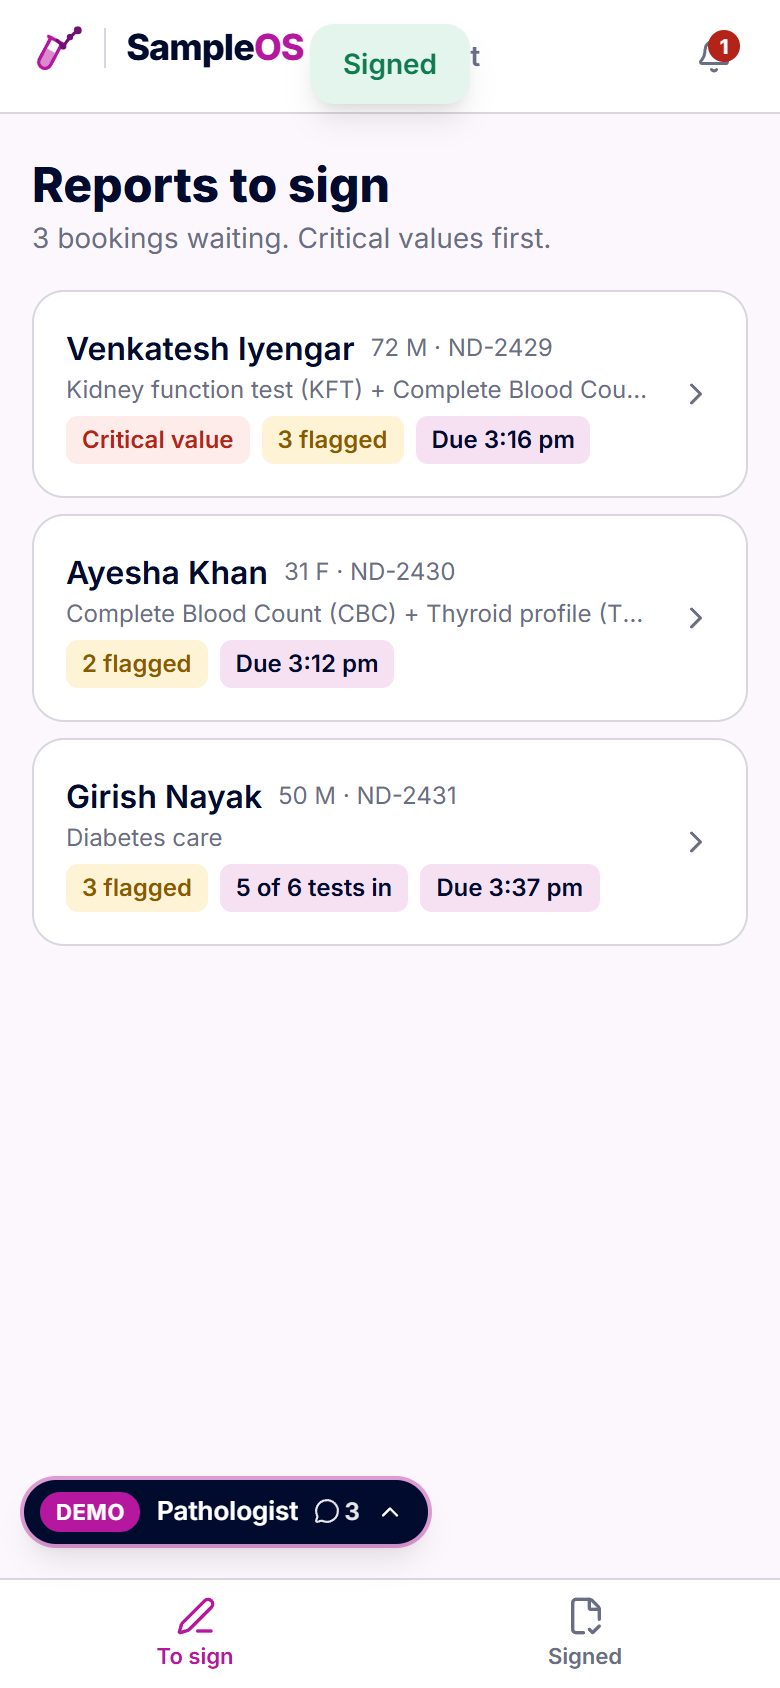 SampleOS
Signed
t
1
Reports to sign
3 bookings waiting. Critical values first.
Venkatesh Iyengar 72 M · ND-2429
Kidney function test (KFT) + Complete Blood Cou...
Critical value 3 flagged Due 3:16 pm
Ayesha Khan 31 F · ND-2430
Complete Blood Count (CBC) + Thyroid profile (T...
2 flagged Due 3:12 pm
Girish Nayak 50 M · ND-2431
Diabetes care
3 flagged 5 of 6 tests in Due 3:37 pm
DEMO Pathologist 3
To sign Signed